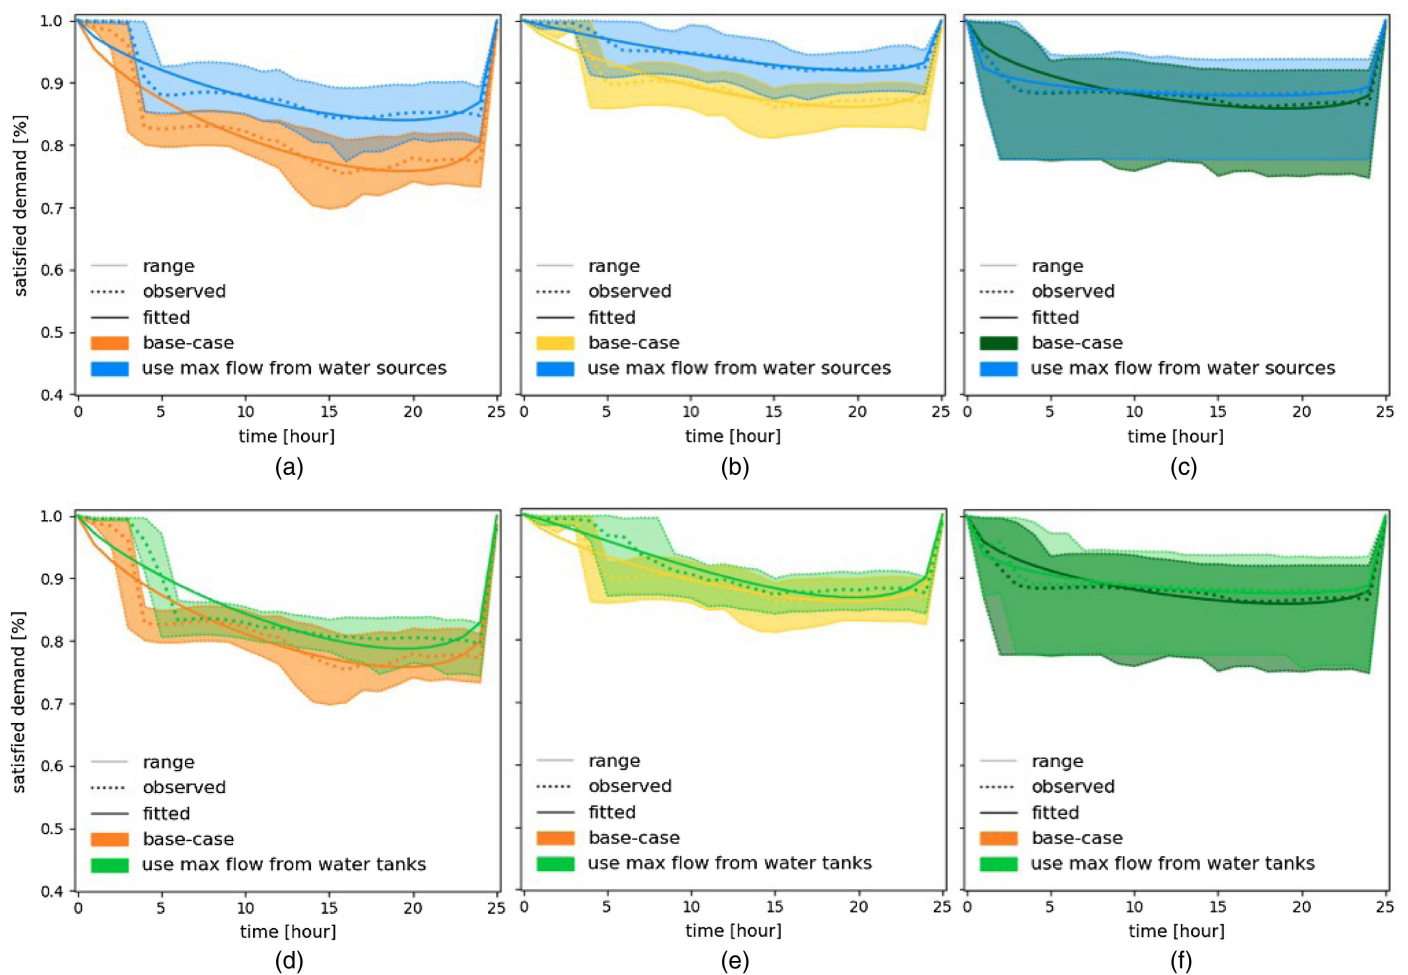 1.0
0.9
0.8
0.7
0.6
0.5
0.4
satisfied demand [%]
range
observed
fitted
base-case
use max flow from water sources
0 5 10 15 20 25
time [hour]
(a)
range
observed
fitted
base-case
use max flow from water sources
0 5 10 15 20 25
time [hour]
(b)
range
observed
fitted
base-case
use max flow from water sources
0 5 10 15 20 25
time [hour]
(c)
1.0
0.9
0.8
0.7
0.6
0.5
0.4
satisfied demand [%]
range
observed
fitted
base-case
use max flow from water tanks
0 5 10 15 20 25
time [hour]
(d)
range
observed
fitted
base-case
use max flow from water tanks
0 5 10 15 20 25
time [hour]
(e)
range
observed
fitted
base-case
use max flow from water tanks
0 5 10 15 20 25
time [hour]
(f)